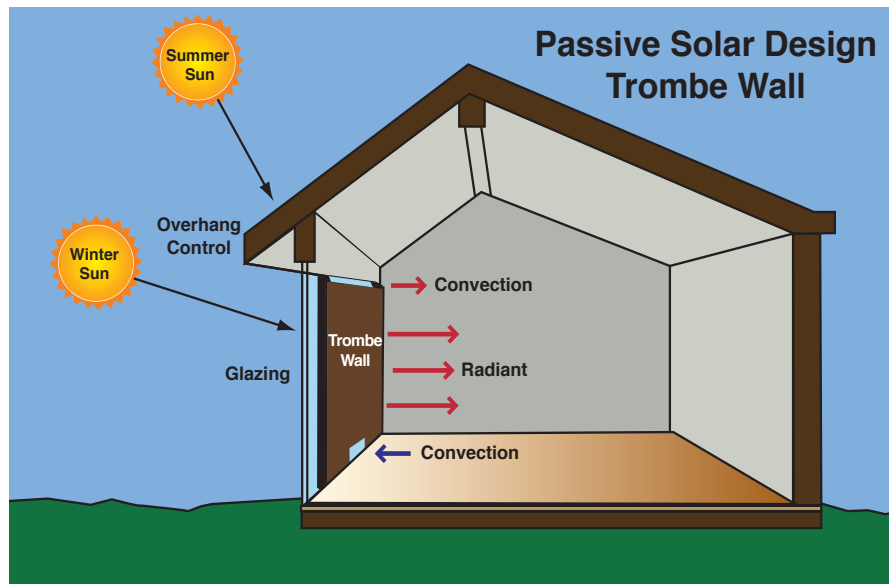 Passive Solar Design
Trombe Wall
Summer
Sun
Overhang
Control
Winter
Sun
Convection
Trombe
Wall
Glazing
Radiant
Convection